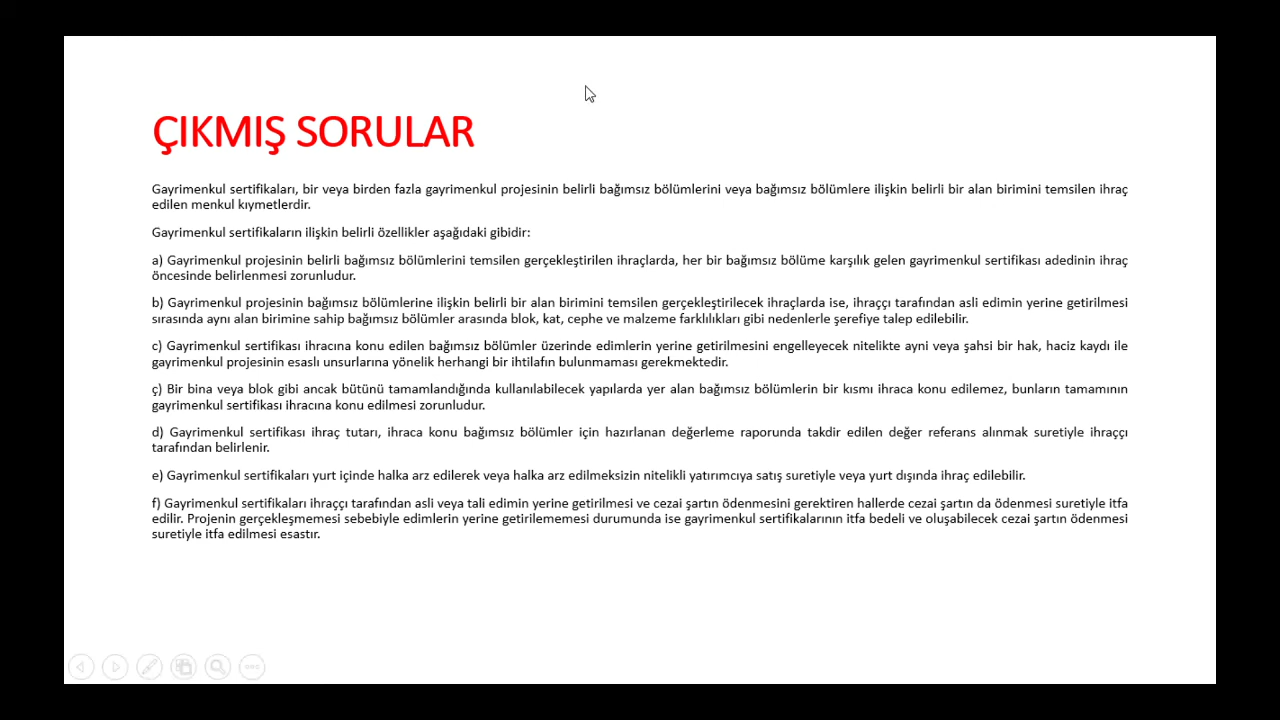 ÇIKMIŞ SORULAR
Gayrimenkul sertifikaları, bir veya birden fazla gayrimenkul projesinin belirli bağımsız bölümlerini veya bağımsız bölümlere ilişkin belirli bir alan birimini temsilen ihraç
edilen menkul kıymetlerdir.
Gayrimenkul sertifikaların ilişkin belirli özellikler aşağıdaki gibidir:
a) Gayrimenkul projesinin belirli bağımsız bölümlerini temsilen gerçekleştirilen ihraçlarda, her bir bağımsız bölüme karşılık gelen gayrimenkul sertifikası adedinin ihraç
öncesinde belirlenmesi zorunludur.
b) Gayrimenkul projesinin bağımsız bölümlerine ilişkin belirli bir alan birimini temsilen gerçekleştirilecek ihraçlarda ise, ihraççı tarafından asli edimin yerine getirilmesi
sırasında aynı alan birimine sahip bağımsız bölümler arasında blok, kat, cephe ve malzeme farklılıkları gibi nedenlerle şerefiye talep edilebilir.
c) Gayrimenkul sertifikası ihracına konu edilen bağımsız bölümler üzerinde edimlerin yerine getirilmesini engelleyecek nitelikte ayni veya şahsi bir hak, haciz kaydı ile
gayrimenkul projesinin esaslı unsurlarına yönelik herhangi bir ihtilafın bulunmaması gerekmektedir.
ç) Bir bina veya blok gibi ancak bütünü tamamlandığında kullanılabilecek yapılarda yer alan bağımsız bölümlerin bir kısmı ihraca konu edilemez, bunların tamamının
gayrimenkul sertifikası ihracına konu edilmesi zorunludur.
d) Gayrimenkul sertifikası ihraç tutarı, ihraca konu bağımsız bölümler için hazırlanan değerleme raporunda takdir edilen değer referans alınmak suretiyle ihraççı
tarafından belirlenir.
e) Gayrimenkul sertifikaları yurt içinde halka arz edilerek veya halka arz edilmeksizin nitelikli yatırımcıya satış suretiyle veya yurt dışında ihraç edilebilir.
f) Gayrimenkul sertifikaları ihraççı tarafından asli veya tali edimin yerine getirilmesi ve cezai şartın ödenmesini gerektiren hallerde cezai şartın da ödenmesi suretiyle itfa
edilir. Projenin gerçekleşmemesi sebebiyle edimlerin yerine getirilememesi durumunda ise gayrimenkul sertifikalarının itfa bedeli ve oluşabilecek cezai şartın ödenmesi
suretiyle itfa edilmesi esastır.